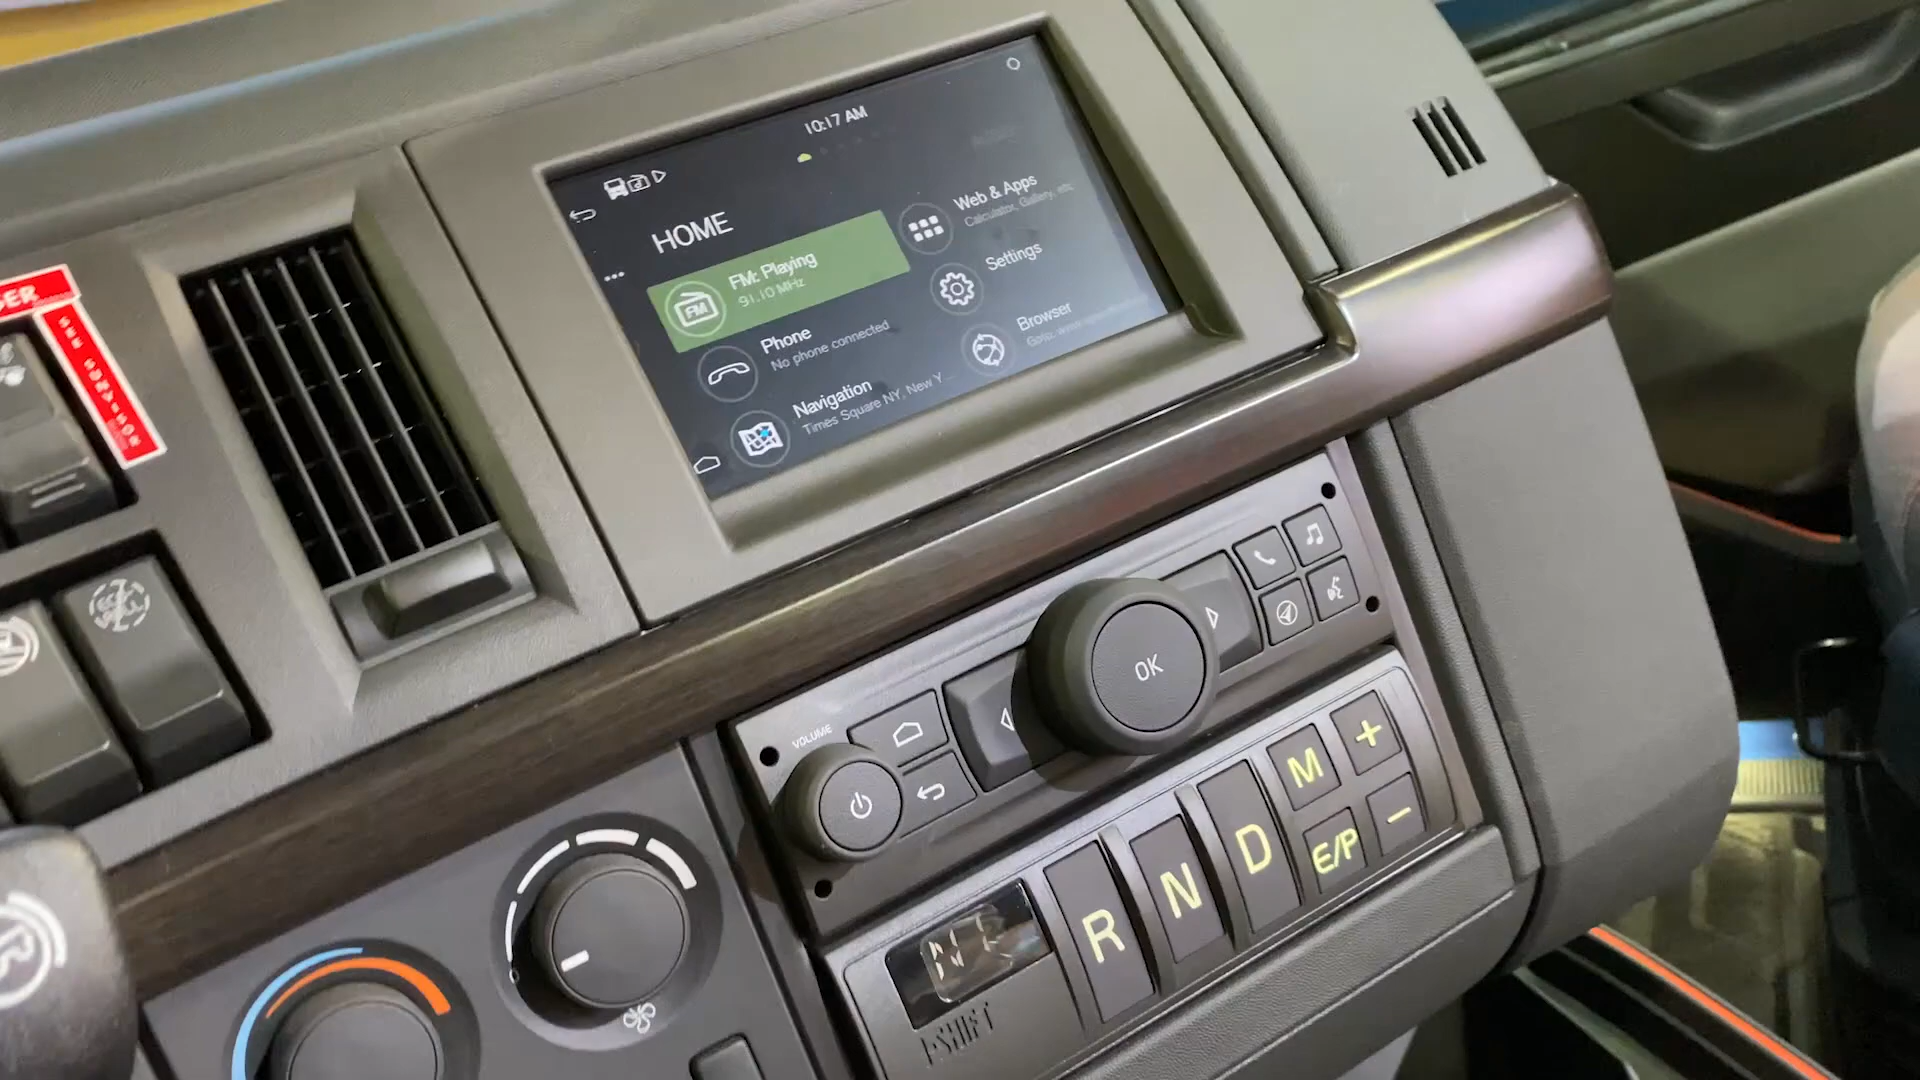 10:17 AM
HOME
FM: Playing
91.10 MHz
FM
Phone
No phone connected
Navigation
Times Square NY, New Y...
Web & Apps
Calculator, Gallery, etc
Settings
Browser
VOLUME
OK
R
N
D
M
+
E/P
-
I-SHIFT